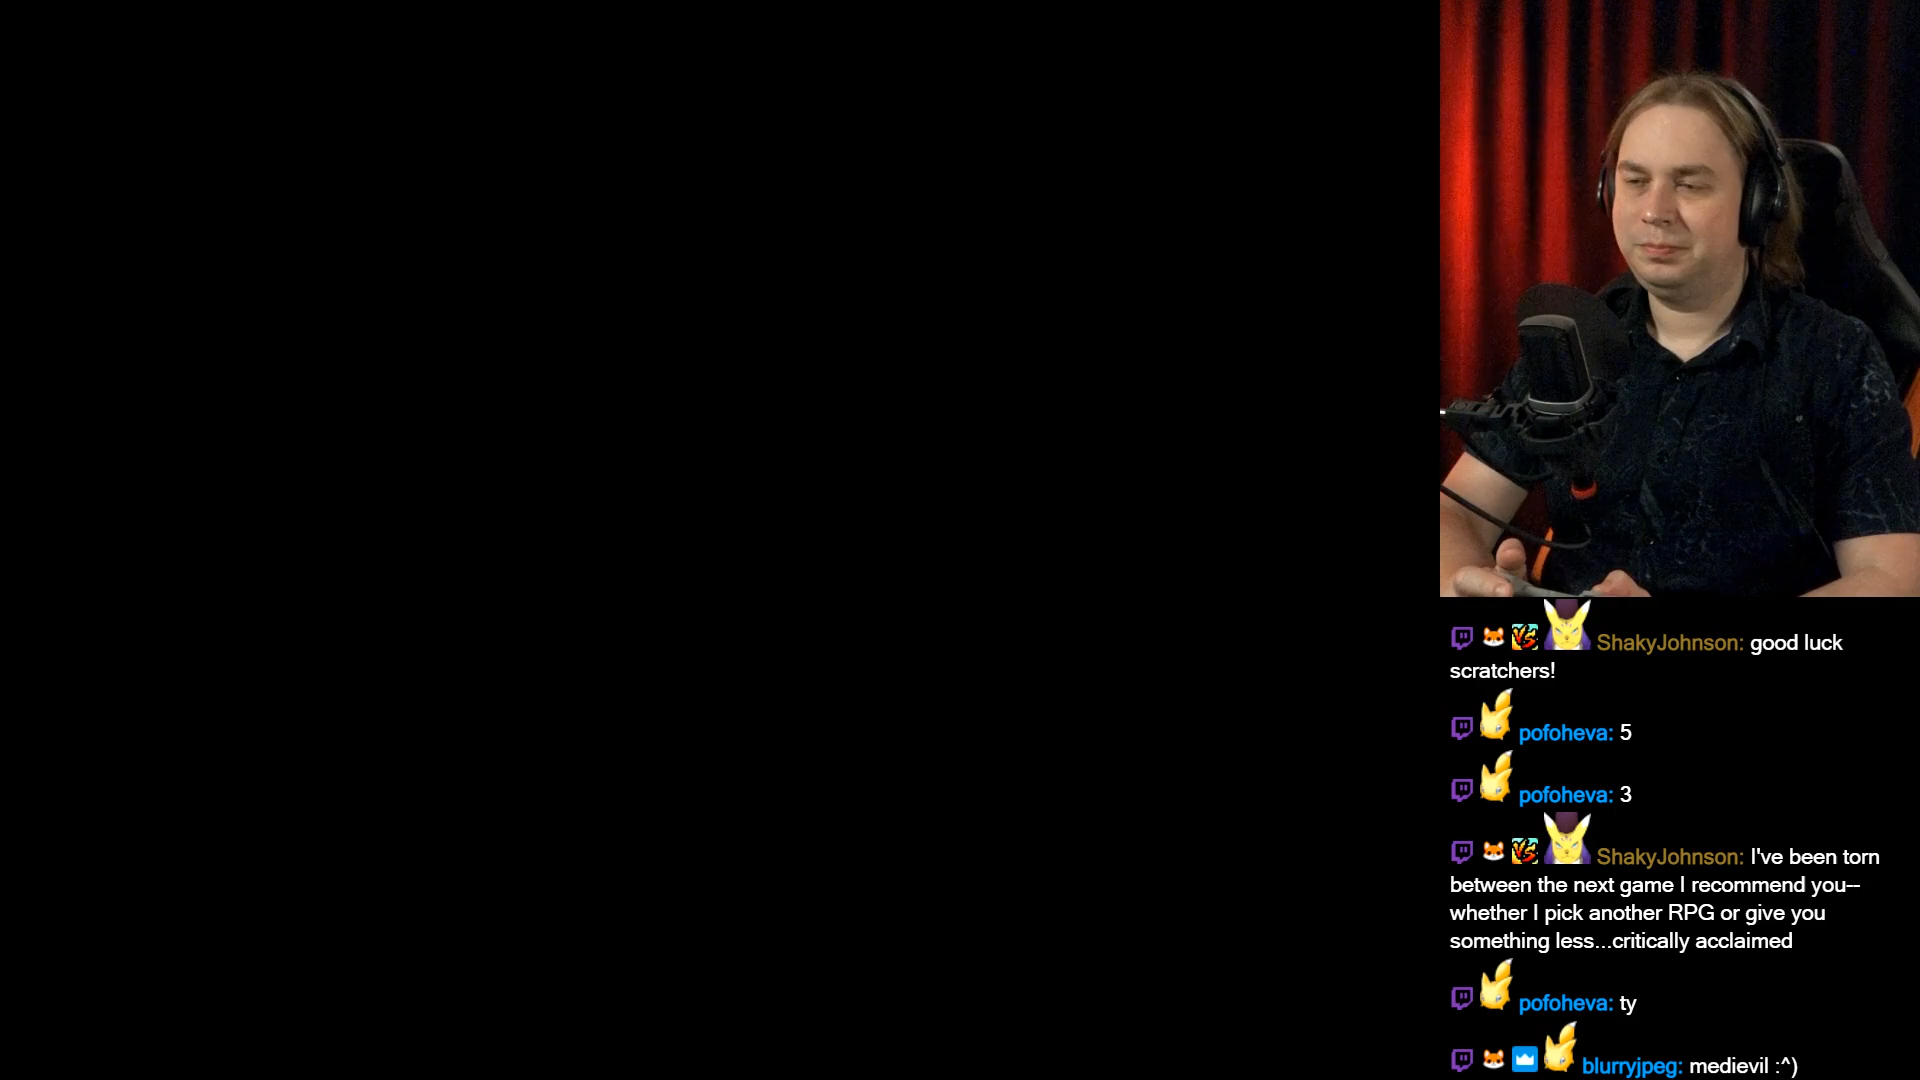 ShakyJohnson: good luck
scratchers!
pofoheva: 5
pofoheva: 3
ShakyJohnson: I've been torn
between the next game I recommend you--
whether I pick another RPG or give you
something less...critically acclaimed
pofoheva: ty
blurryjpeg: medievil :^)